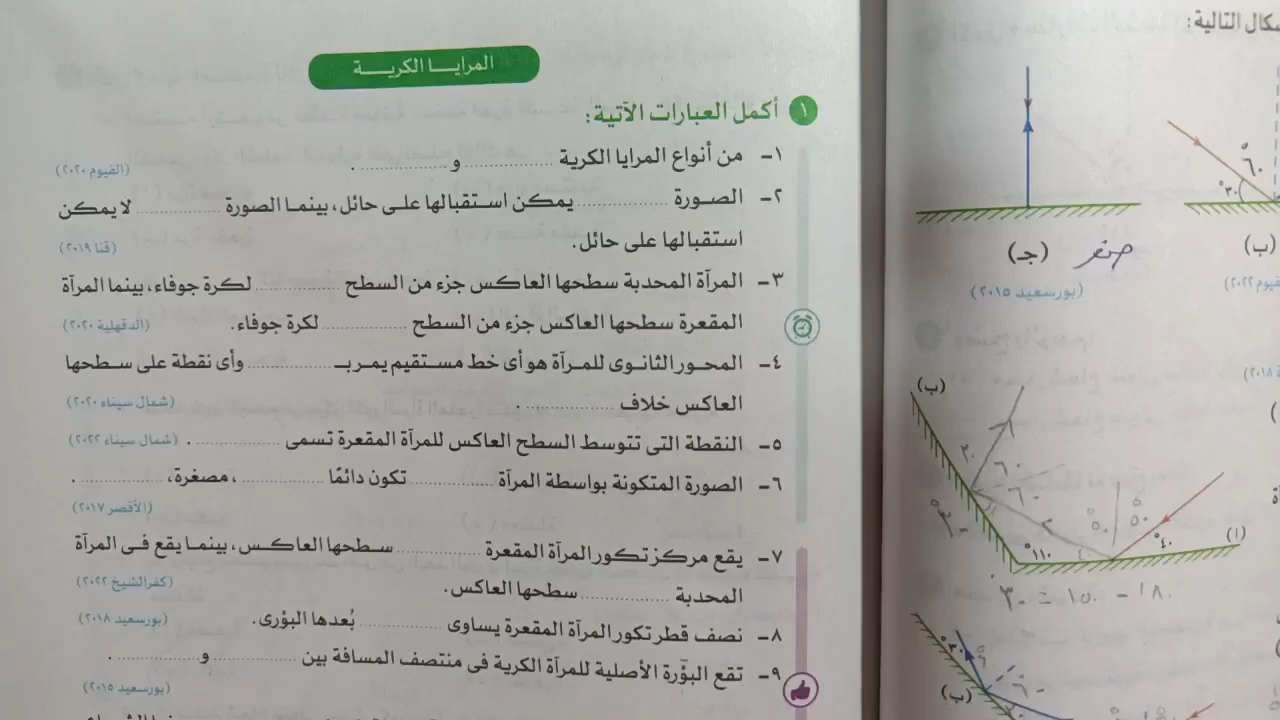 المرايا الكرية
١ أكمل العبارات الآتية:
١- من أنواع المرايا الكرية ............ و ............ . (الفيوم ٢٠٢٠)
٢- الصورة ............ يمكن استقبالها على حائل، بينما الصورة ............ لا يمكن
استقبالها على حائل. (قنا ٢٠١٩)
٣- المرآة المحدبة سطحها العاكس جزء من السطح ............ لكرة جوفاء، بينما المرآة
المقعرة سطحها العاكس جزء من السطح ............ لكرة جوفاء. (الدقهلية ٢٠٢٠)
٤- المحور الثانوى للمرآة هو أى خط مستقيم يمر بـ ............ وأى نقطة على سطحها
العاكس خلاف ............ . (شمال سيناء ٢٠٢٠)
٥- النقطة التى تتوسط السطح العاكس للمرآة المقعرة تسمى ............ . (شمال سيناء ٢٠٢٢)
٦- الصورة المتكونة بواسطة المرآة ............ تكون دائمًا ............ ، مصغرة، ............ .
(الأقصر ٢٠١٧)
٧- يقع مركز تكور المرآة المقعرة ............ سطحها العاكس، بينما يقع فى المرآة
المحدبة ............ سطحها العاكس. (كفر الشيخ ٢٠٢٢)
٨- نصف قطر تكور المرآة المقعرة يساوى ............ بُعدها البؤرى. (بورسعيد ٢٠١٨)
٩- تقع البؤرة الأصلية للمرآة الكرية فى منتصف المسافة بين ............ و ............ .
(بورسعيد ٢٠١٥)
التالية:
٦٠°
٣٠°
(ب)
(جـ) صفر
(بورسعيد ٢٠١٥)
(ب)
٦٠
٦٠
١١٠°
٥٠
٥٠
٤٠°
(أ)
١٨٠ - ١٥٠ = ٣٠
(ب)